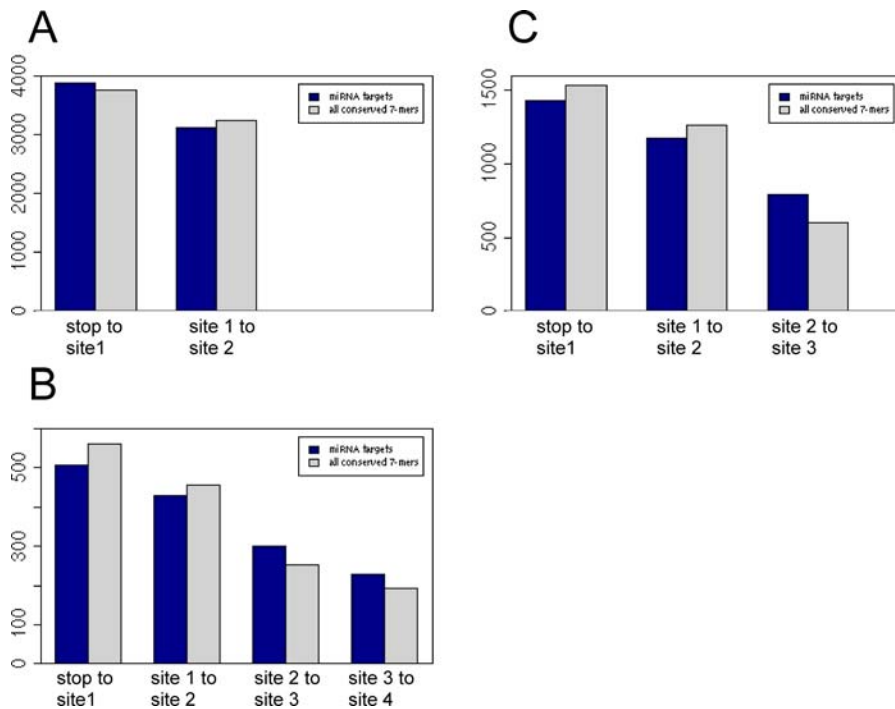 A
4000
3000
2000
1000
0
miRNA targets
all conserved 7-mers
stop to
site1
site 1 to
site 2
C
1500
1000
500
0
miRNA targets
all conserved 7-mers
stop to
site1
site 1 to
site 2
site 2 to
site 3
B
500
300
100
0
miRNA targets
all conserved 7-mers
stop to
site1
site 1 to
site 2
site 2 to
site 3
site 3 to
site 4